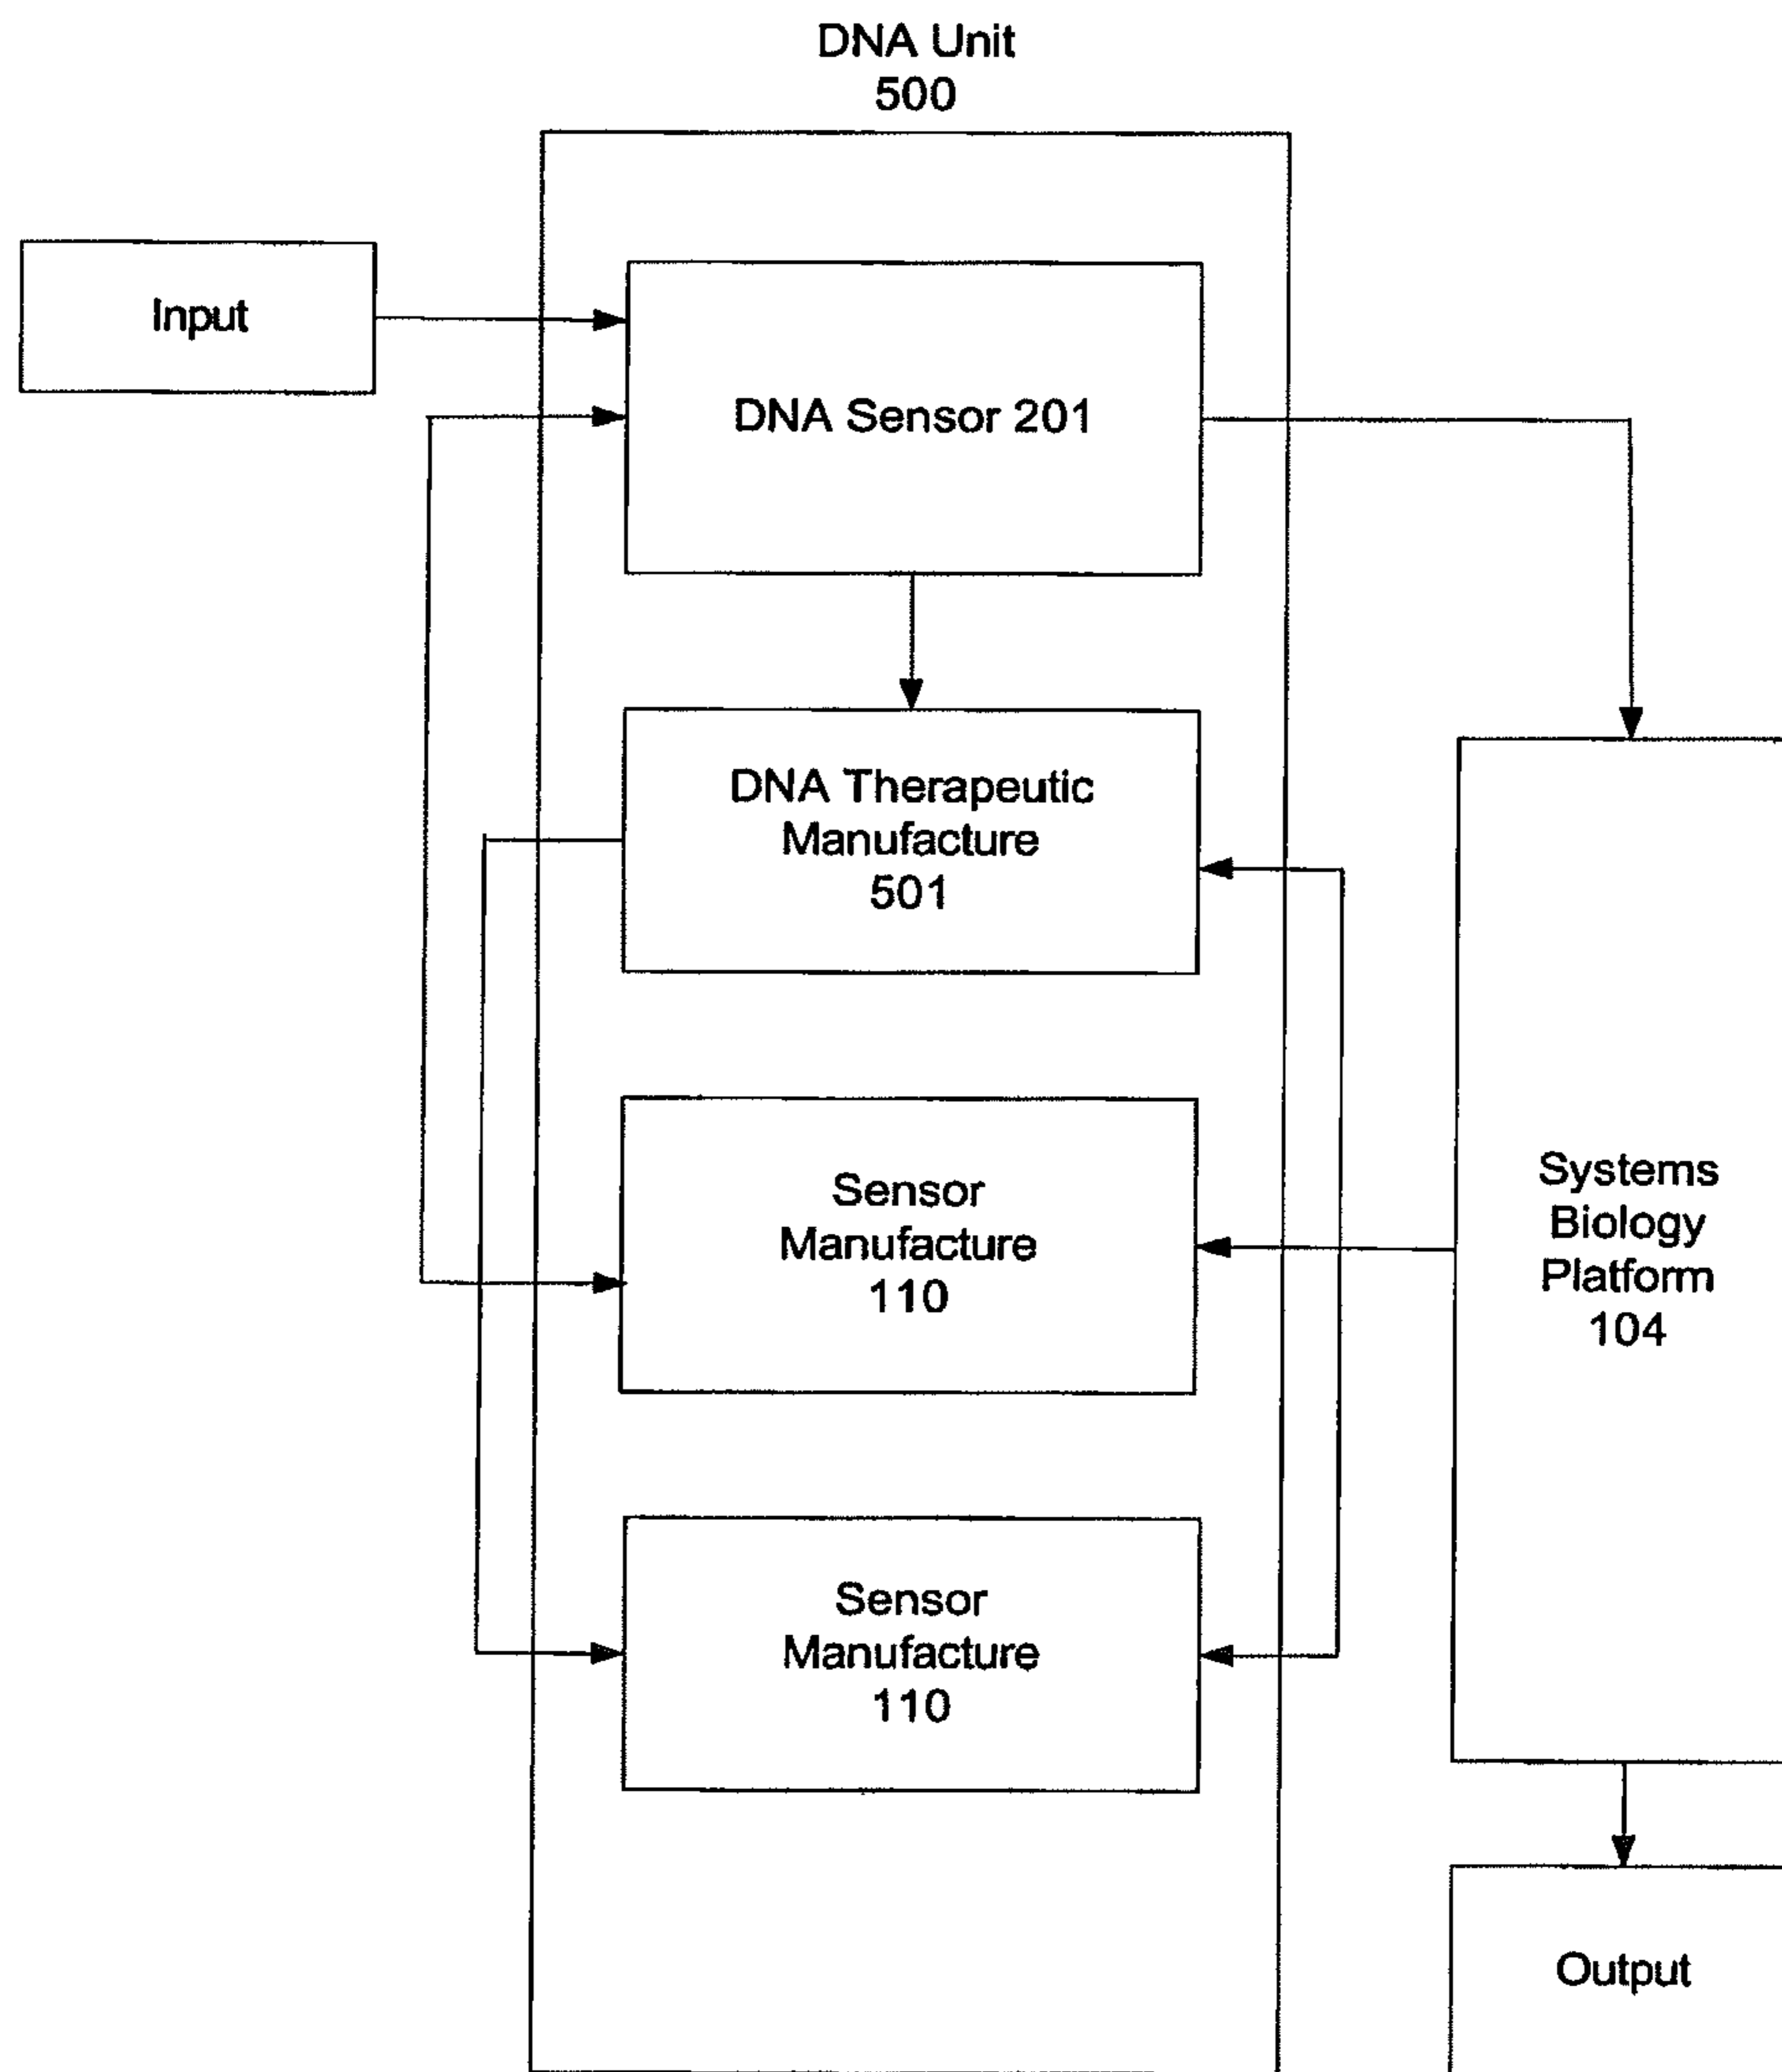 DNA Unit
500
Input
DNA Sensor 201
DNA Therapeutic
Manufacture
501
Sensor
Manufacture
110
Systems
Biology
Platform
104
Sensor
Manufacture
110
Output